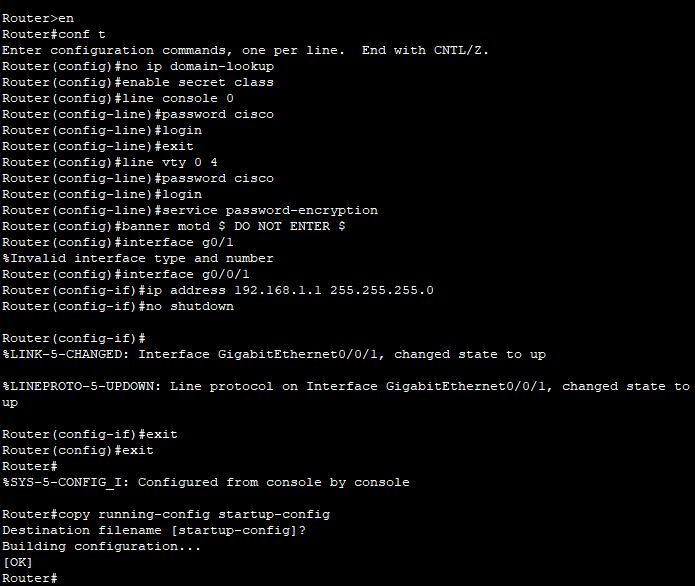 Router>en
Router#conf t
Enter configuration commands, one per line.  End with CNTL/Z.
Router(config)#no ip domain-lookup
Router(config)#enable secret class
Router(config)#line console 0
Router(config-line)#password cisco
Router(config-line)#login
Router(config-line)#exit
Router(config)#line vty 0 4
Router(config-line)#password cisco
Router(config-line)#login
Router(config-line)#service password-encryption
Router(config)#banner motd $ DO NOT ENTER $
Router(config)#interface g0/1
%Invalid interface type and number
Router(config)#interface g0/0/1
Router(config-if)#ip address 192.168.1.1 255.255.255.0
Router(config-if)#no shutdown
Router(config-if)#
%LINK-5-CHANGED: Interface GigabitEthernet0/0/1, changed state to up
%LINEPROTO-5-UPDOWN: Line protocol on Interface GigabitEthernet0/0/1, changed state to
up
Router(config-if)#exit
Router(config)#exit
Router#
%SYS-5-CONFIG_I: Configured from console by console
Router#copy running-config startup-config
Destination filename [startup-config]?
Building configuration...
[OK]
Router#